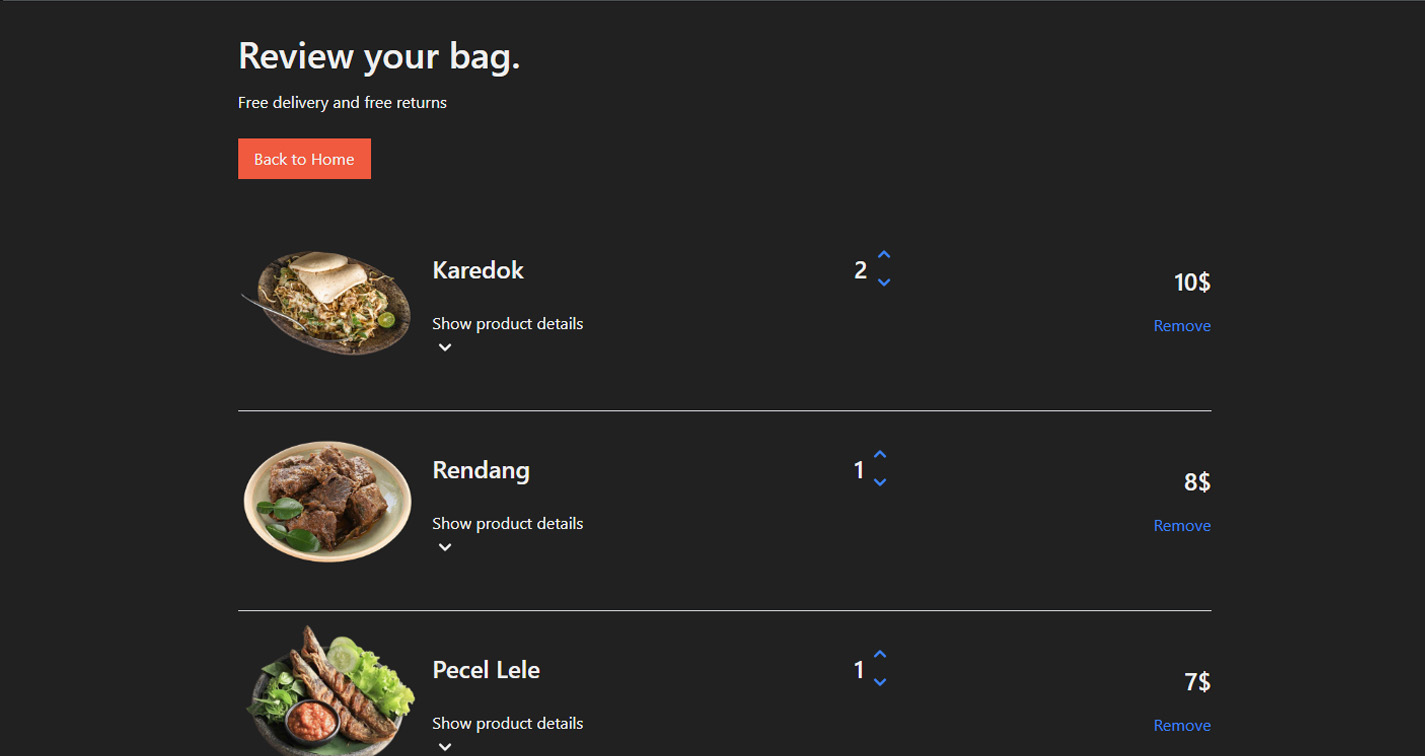 Review your bag.
Free delivery and free returns
Back to Home
Karedok
2
10$
Show product details
Remove
Rendang
1
8$
Show product details
Remove
Pecel Lele
1
7$
Show product details
Remove